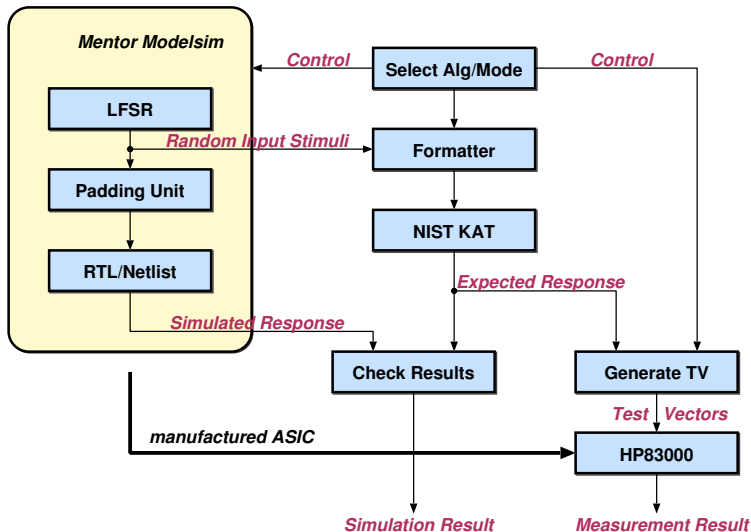 Mentor Modelsim
Control
Select Alg/Mode
Control
LFSR
Random Input Stimuli
Formatter
Padding Unit
NIST KAT
RTL/Netlist
Expected Response
Simulated Response
Check Results
Generate TV
Test Vectors
manufactured ASIC
HP83000
Simulation Result
Measurement Result